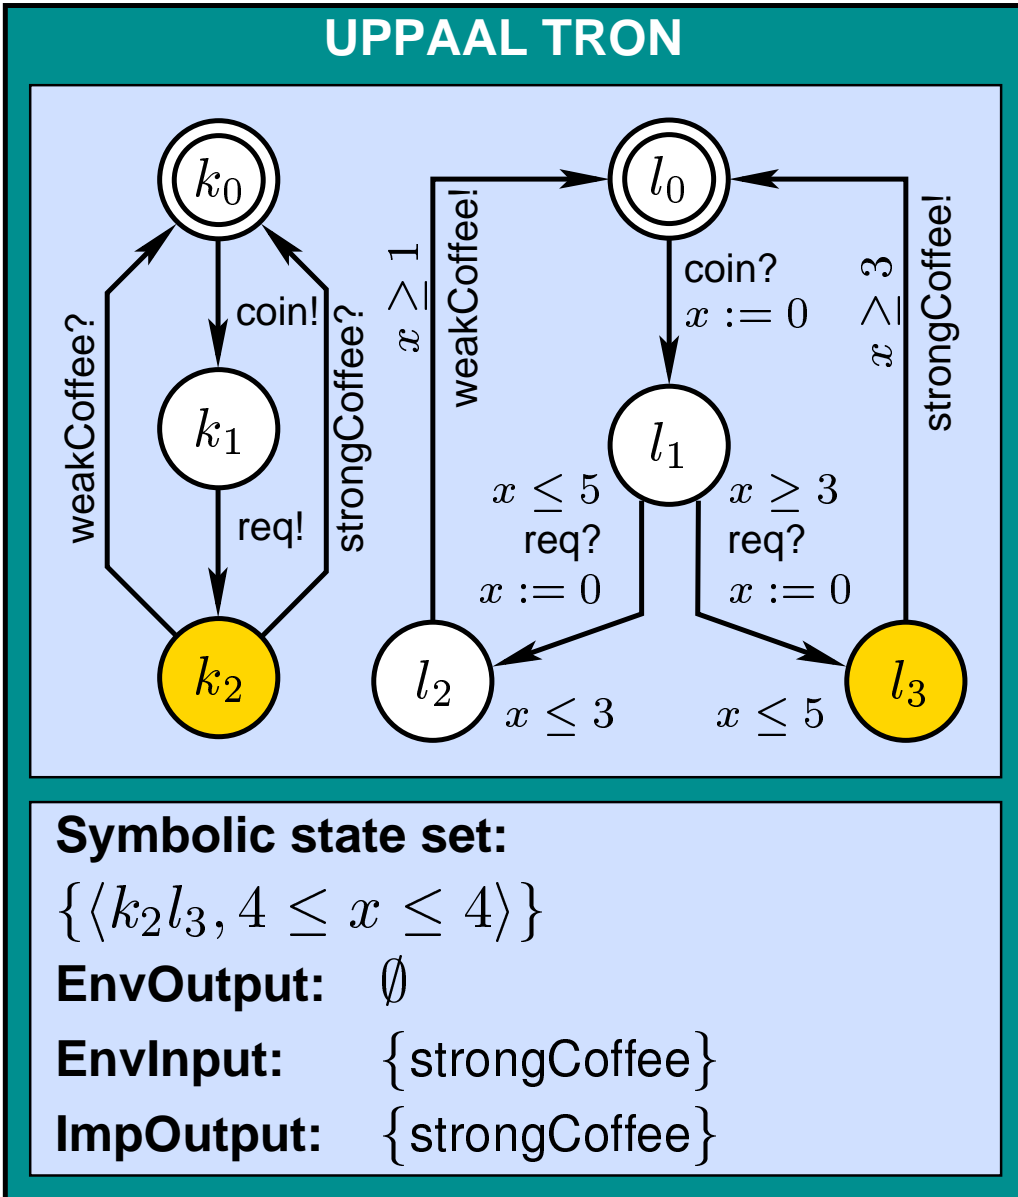 UPPAAL TRON
k₀
l₀
weakCoffee?
coin!
strongCoffee?
x ≥ 1
weakCoffee!
coin?
x := 0
x ≥ 3
strongCoffee!
k₁
l₁
req!
x ≤ 5
req?
x := 0
x ≥ 3
req?
x := 0
k₂
l₂
x ≤ 3
x ≤ 5
l₃
Symbolic state set:
{⟨k₂l₃, 4 ≤ x ≤ 4⟩}
EnvOutput: ∅
EnvInput: {strongCoffee}
ImpOutput: {strongCoffee}